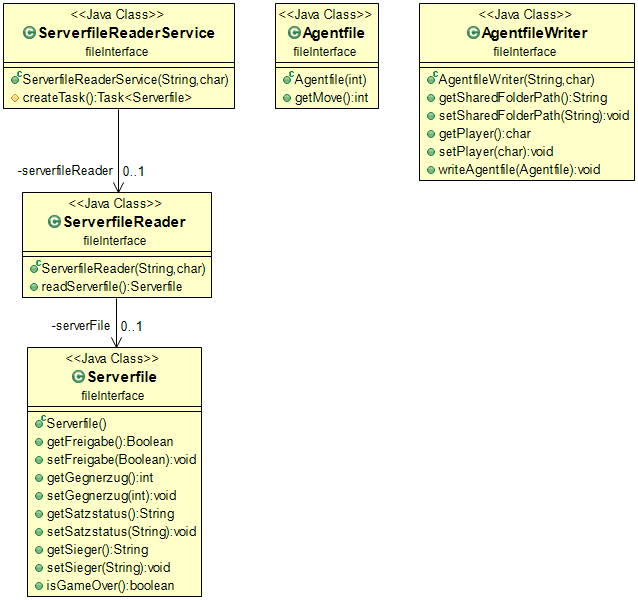 <<Java Class>>
ServerfileReaderService
fileInterface
ServerfileReaderService(String,char)
createTask():Task<Serverfile>
-serverfileReader
0..1
<<Java Class>>
ServerfileReader
fileInterface
ServerfileReader(String,char)
readServerfile():Serverfile
-serverFile
0..1
<<Java Class>>
Serverfile
fileInterface
Serverfile()
getFreigabe():Boolean
setFreigabe(Boolean):void
getGegnerzug():int
setGegnerzug(int):void
getSatzstatus():String
setSatzstatus(String):void
getSieger():String
setSieger(String):void
isGameOver():boolean
<<Java Class>>
Agentfile
fileInterface
Agentfile(int)
getMove():int
<<Java Class>>
AgentfileWriter
fileInterface
AgentfileWriter(String,char)
getSharedFolderPath():String
setSharedFolderPath(String):void
getPlayer():char
setPlayer(char):void
writeAgentfile(Agentfile):void